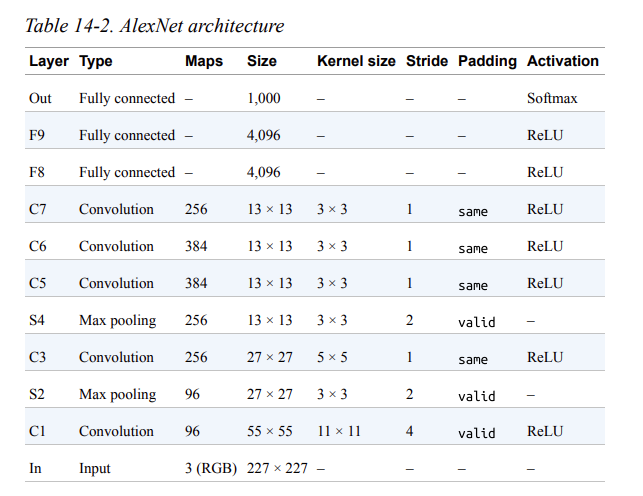 Table 14-2. AlexNet architecture
Layer Type Maps Size Kernel size Stride Padding Activation
Out Fully connected – 1,000 – – – Softmax
F9 Fully connected – 4,096 – – – ReLU
F8 Fully connected – 4,096 – – – ReLU
C7 Convolution 256 13 × 13 3 × 3 1 same ReLU
C6 Convolution 384 13 × 13 3 × 3 1 same ReLU
C5 Convolution 384 13 × 13 3 × 3 1 same ReLU
S4 Max pooling 256 13 × 13 3 × 3 2 valid –
C3 Convolution 256 27 × 27 5 × 5 1 same ReLU
S2 Max pooling 96 27 × 27 3 × 3 2 valid –
C1 Convolution 96 55 × 55 11 × 11 4 valid ReLU
In Input 3 (RGB) 227 × 227 – – – –